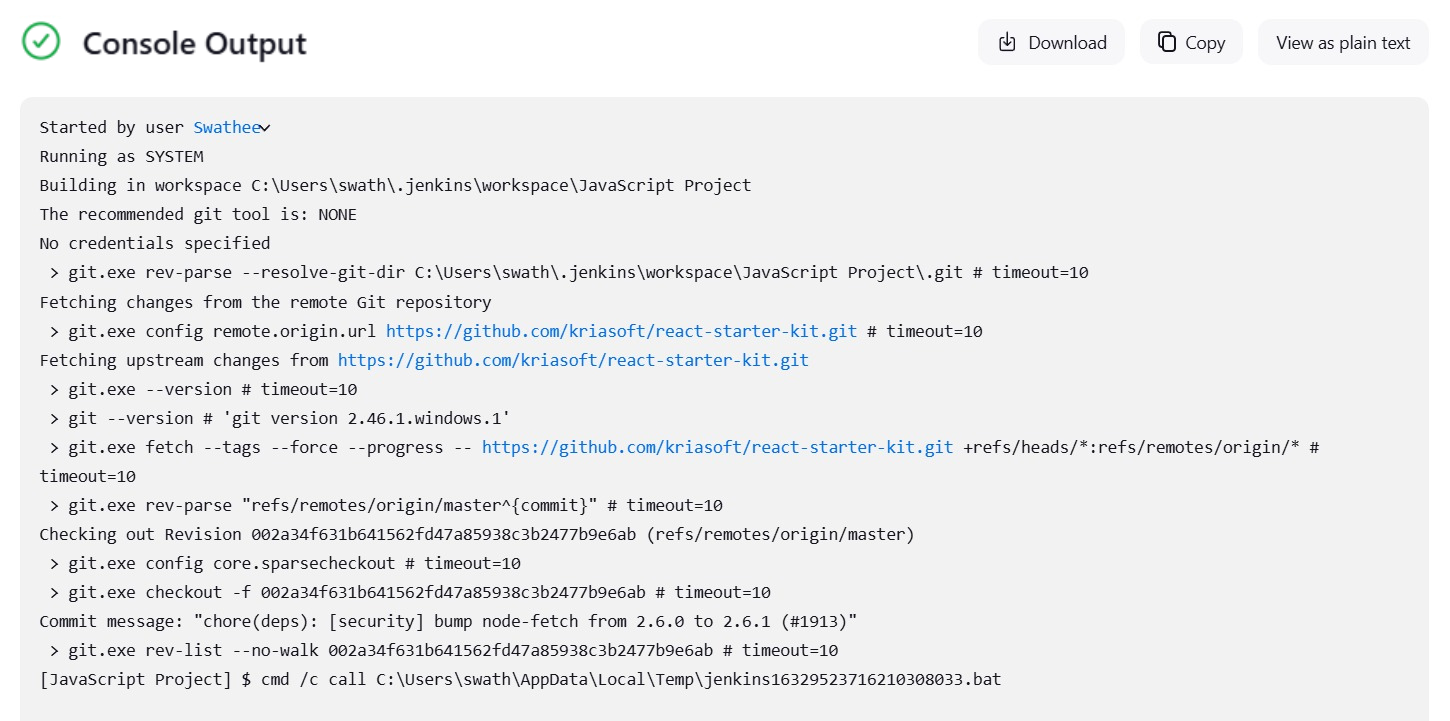 Console Output
Download
Copy
View as plain text
Started by user Swathee
Running as SYSTEM
Building in workspace C:\Users\swath\.jenkins\workspace\JavaScript Project
The recommended git tool is: NONE
No credentials specified
 > git.exe rev-parse --resolve-git-dir C:\Users\swath\.jenkins\workspace\JavaScript Project\.git # timeout=10
Fetching changes from the remote Git repository
 > git.exe config remote.origin.url https://github.com/kriasoft/react-starter-kit.git # timeout=10
Fetching upstream changes from https://github.com/kriasoft/react-starter-kit.git
 > git.exe --version # timeout=10
 > git --version # 'git version 2.46.1.windows.1'
 > git.exe fetch --tags --force --progress -- https://github.com/kriasoft/react-starter-kit.git +refs/heads/*:refs/remotes/origin/* #
timeout=10
 > git.exe rev-parse "refs/remotes/origin/master^{commit}" # timeout=10
Checking out Revision 002a34f631b641562fd47a85938c3b2477b9e6ab (refs/remotes/origin/master)
 > git.exe config core.sparsecheckout # timeout=10
 > git.exe checkout -f 002a34f631b641562fd47a85938c3b2477b9e6ab # timeout=10
Commit message: "chore(deps): [security] bump node-fetch from 2.6.0 to 2.6.1 (#1913)"
 > git.exe rev-list --no-walk 002a34f631b641562fd47a85938c3b2477b9e6ab # timeout=10
[JavaScript Project] $ cmd /c call C:\Users\swath\AppData\Local\Temp\jenkins16329523716210308033.bat